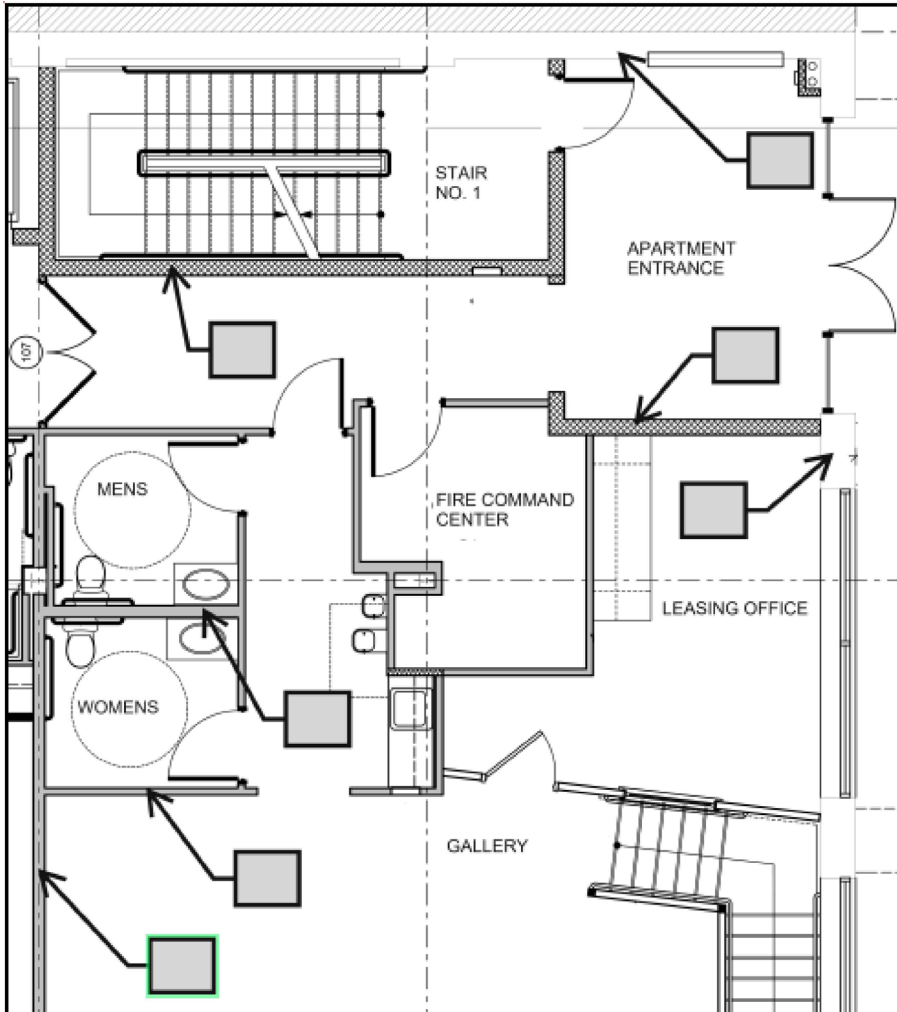 STAIR
NO. 1
APARTMENT
ENTRANCE
107
MENS
FIRE COMMAND
CENTER
LEASING OFFICE
WOMENS
GALLERY